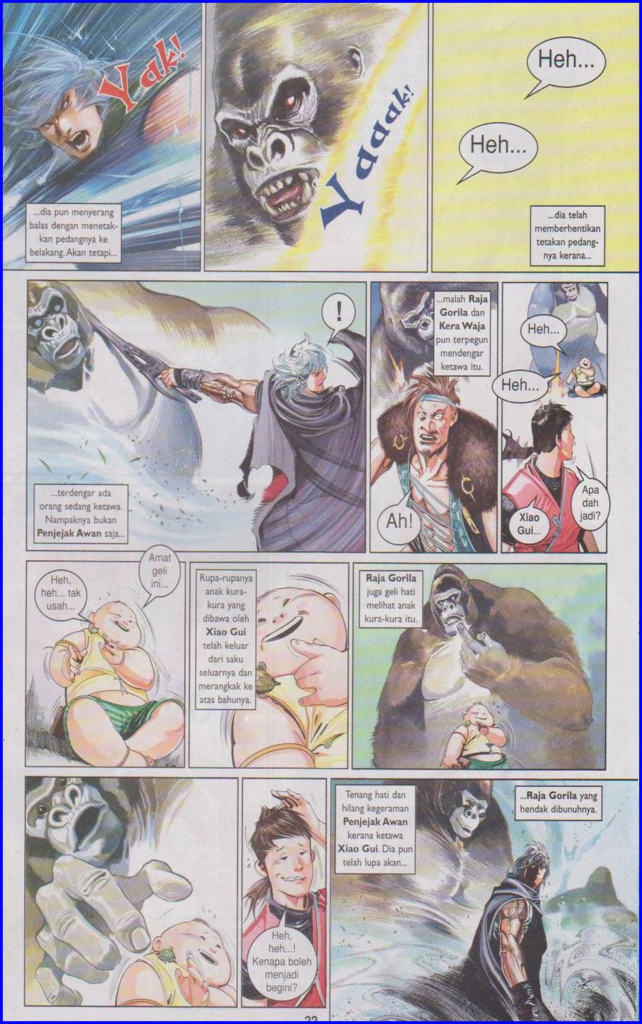 Yak!
...dia pun menyerang
balas dengan menetak-
kan pedangnya ke
belakang. Akan tetapi...
Ydddak!
Heh...
Heh...
...dia telah
memberhentikan
tetakan pedang-
nya kerana...
!
...terdengar ada
orang sedang ketawa.
Nampaknya bukan
Penjejak Awan saja...
...malah Raja
Gorila dan
Kera Waja
pun terpegun
mendengar
ketawa itu.
Ah!
Heh...
Heh...
Xiao
Gui...
Apa
dah
jadi?
Heh,
heh... tak
usah...
Amat
geli
ini...
Rupa-rupanya
anak kura-
kura yang
dibawa oleh
Xiao Gui
telah keluar
dari saku
seluarnya dan
merangkak ke
atas bahunya.
Raja Gorila
juga geli hati
melihat anak
kura-kura itu.
Heh,
heh...!
Kenapa boleh
menjadi
begini?
Tenang hati dan
hilang kegeraman
Penjejak Awan
kerana ketawa
Xiao Gui. Dia pun
telah lupa akan...
...Raja Gorila yang
hendak dibunuhnya.